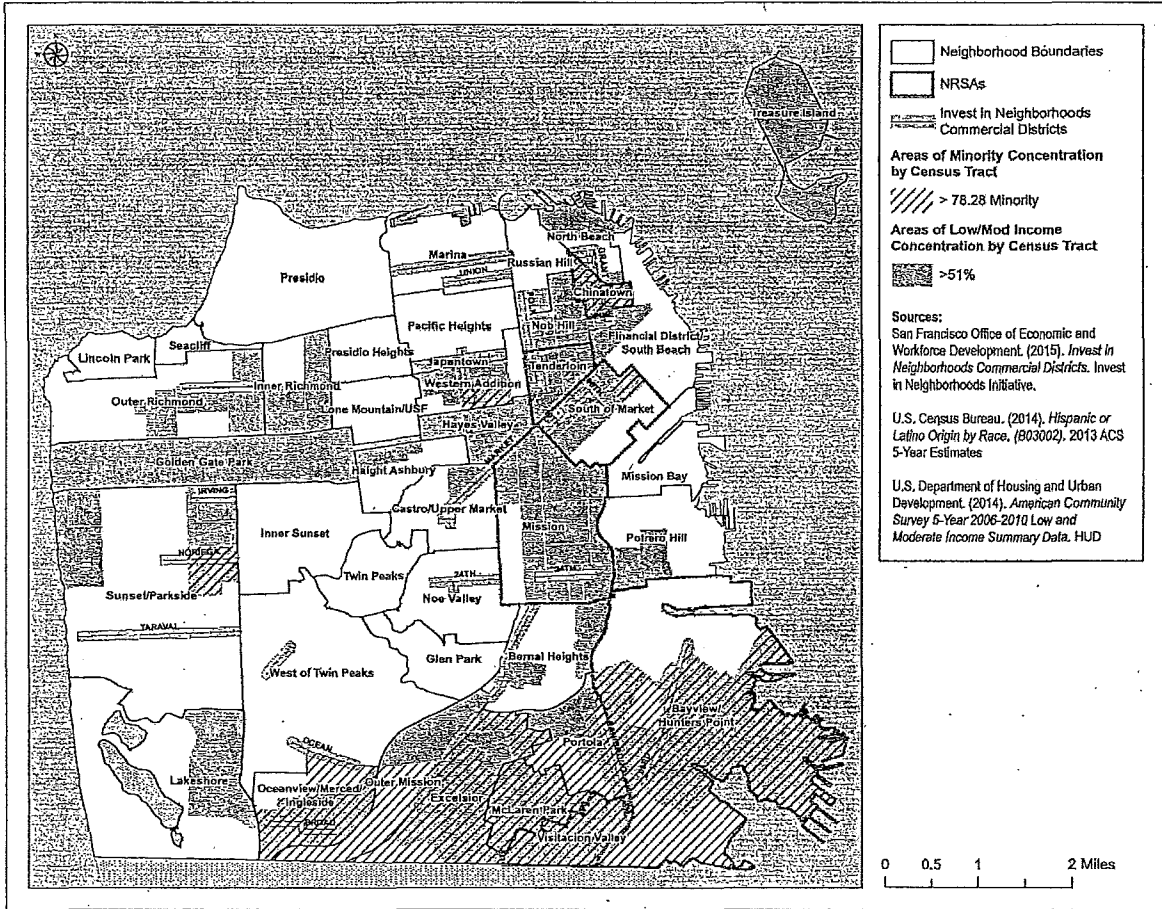 Neighborhood Boundaries
NRSAs
Invest In Neighborhoods
Commercial Districts
Areas of Minority Concentration
by Census Tract
> 78.28 Minority
Areas of Low/Mod Income
Concentration by Census Tract
>51%
Sources:
San Francisco Office of Economic and
Workforce Development. (2015). Invest in
Neighborhoods Commercial Districts. Invest
in Neighborhoods Initiative.
U.S. Census Bureau. (2014). Hispanic or
Latino Origin by Race. (B03002). 2013 ACS
5-Year Estimates
U.S. Department of Housing and Urban
Development. (2014). American Community
Survey 5-Year 2006-2010 Low and
Moderate Income Summary Data. HUD
Treasure Island
North Beach
Marina
UNION
Russian Hill
Presidio
Chinatown
Pacific Heights
Nob Hill
Financial District
South Beach
Seacliff
Lincoln Park
Presidio Heights
Japantown
Tenderloin
Inner Richmond
Western Addition
Outer Richmond
Lone Mountain/USF
South of Market
Hayes Valley
MARKET
Golden Gate Park
Haight Ashbury
Mission Bay
IRVING
Castro/Upper Market
Inner Sunset
Mission
Potrero Hill
NORIEGA
Twin Peaks
24TH
24TH
Sunset/Parkside
Noe Valley
TARAVAL
Glen Park
Bernal Heights
West of Twin Peaks
Bayview/
Hunters Point
OCEAN
Portola
Lakeshore
Oceanview/Merced/
Ingleside
Outer Mission
Excelsior
McLaren Park
BROAD
Visitacion Valley
0 0.5 1 2 Miles